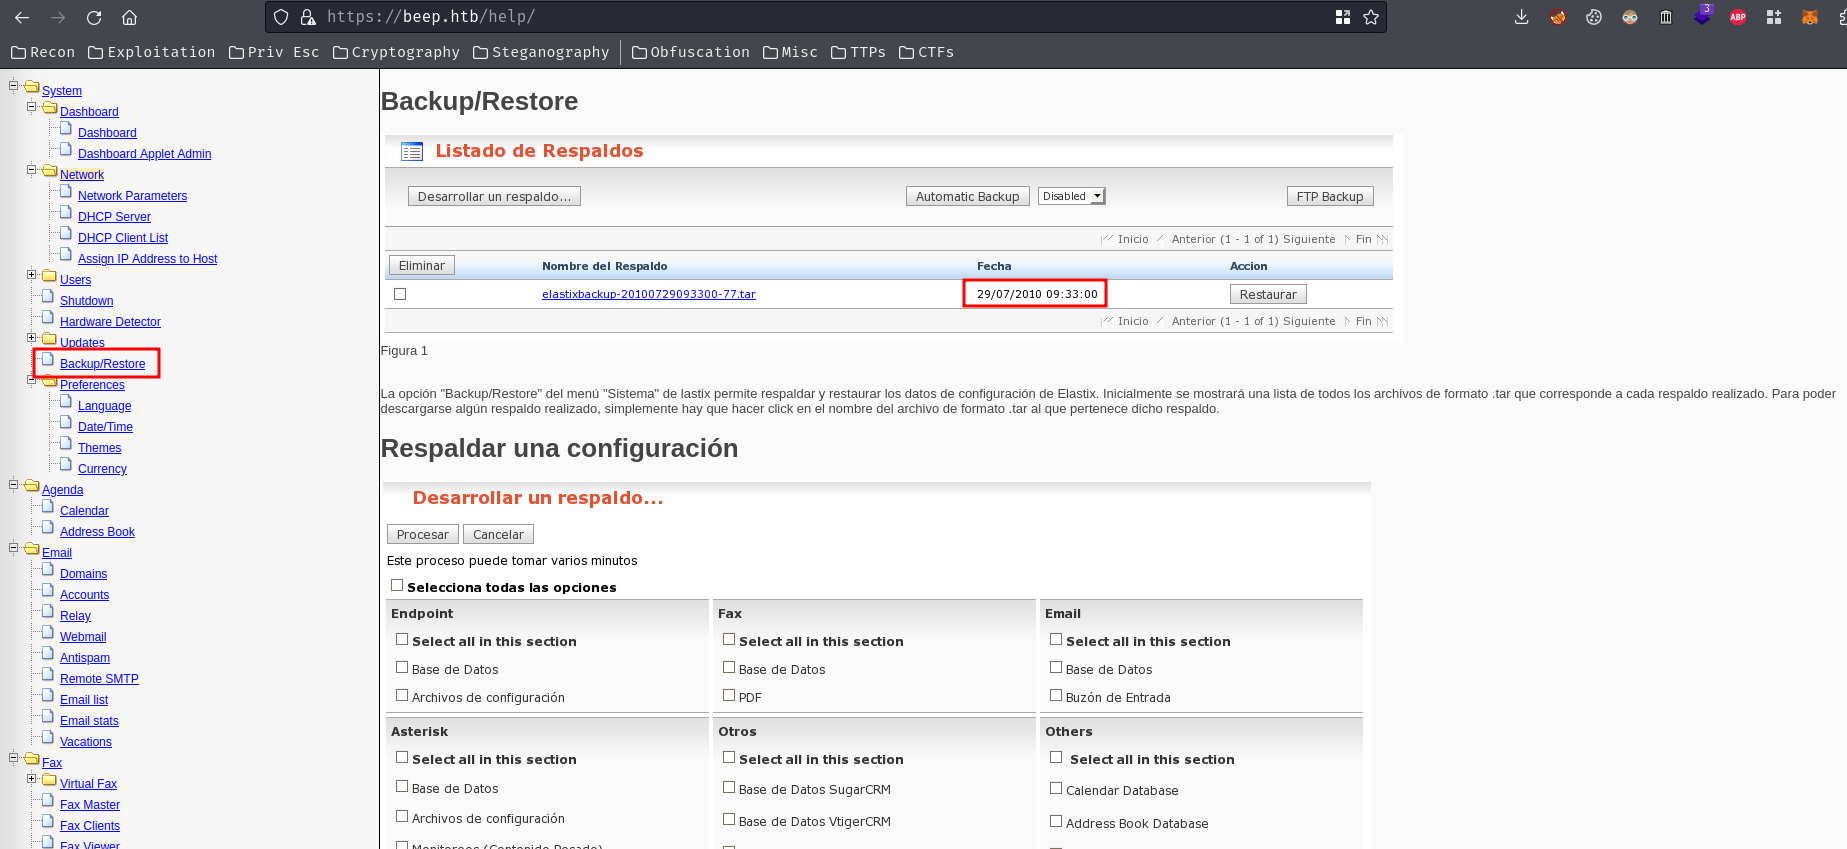 https://beep.htb/help/
3
ABP
Recon Exploitation Priv Esc Cryptography Steganography Obfuscation Misc TTPs CTFs
System
Dashboard
Dashboard
Dashboard Applet Admin
Network
Network Parameters
DHCP Server
DHCP Client List
Assign IP Address to Host
Users
Shutdown
Hardware Detector
Updates
Backup/Restore
Preferences
Language
Date/Time
Themes
Currency
Agenda
Calendar
Address Book
Email
Domains
Accounts
Relay
Webmail
Antispam
Remote SMTP
Email list
Email stats
Vacations
Fax
Virtual Fax
Fax Master
Fax Clients
Fax Viewer
Backup/Restore
Listado de Respaldos
Desarrollar un respaldo... Automatic Backup Disabled FTP Backup
Inicio Anterior (1 - 1 of 1) Siguiente Fin
Eliminar Nombre del Respaldo Fecha Accion
elastixbackup-20100729093300-77.tar 29/07/2010 09:33:00 Restaurar
Inicio Anterior (1 - 1 of 1) Siguiente Fin
Figura 1
La opción "Backup/Restore" del menú "Sistema" de lastix permite respaldar y restaurar los datos de configuración de Elastix. Inicialmente se mostrará una lista de todos los archivos de formato .tar que corresponde a cada respaldo realizado. Para poder
descargarse algún respaldo realizado, simplemente hay que hacer click en el nombre del archivo de formato .tar al que pertenece dicho respaldo.
Respaldar una configuración
Desarrollar un respaldo...
Procesar Cancelar
Este proceso puede tomar varios minutos
Selecciona todas las opciones
Endpoint Fax Email
Select all in this section Select all in this section Select all in this section
Base de Datos Base de Datos Base de Datos
Archivos de configuración PDF Buzón de Entrada
Asterisk Otros Others
Select all in this section Select all in this section Select all in this section
Base de Datos Base de Datos SugarCRM Calendar Database
Archivos de configuración Base de Datos VtigerCRM Address Book Database
Monitoreos (Contenido Pesado)